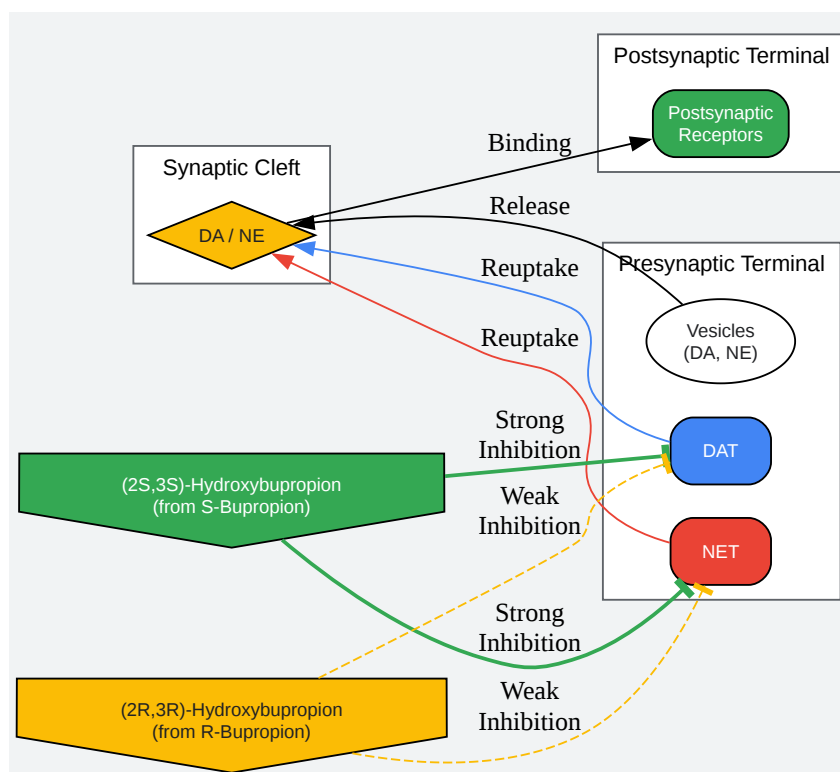 Postsynaptic Terminal
Postsynaptic
Receptors
Binding
Synaptic Cleft
DA / NE
Release
Presynaptic Terminal
Reuptake
Vesicles
(DA, NE)
Reuptake
Strong
Inhibition
DAT
(2S,3S)-Hydroxybupropion
(from S-Bupropion)
Weak
Inhibition
NET
Strong
Inhibition
Weak
Inhibition
(2R,3R)-Hydroxybupropion
(from R-Bupropion)